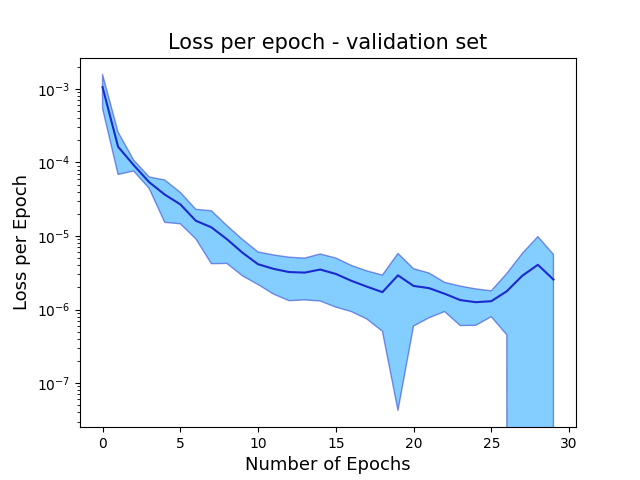 Loss per epoch - validation set
Loss per Epoch
10⁻³
10⁻⁴
10⁻⁵
10⁻⁶
10⁻⁷
0 5 10 15 20 25 30
Number of Epochs